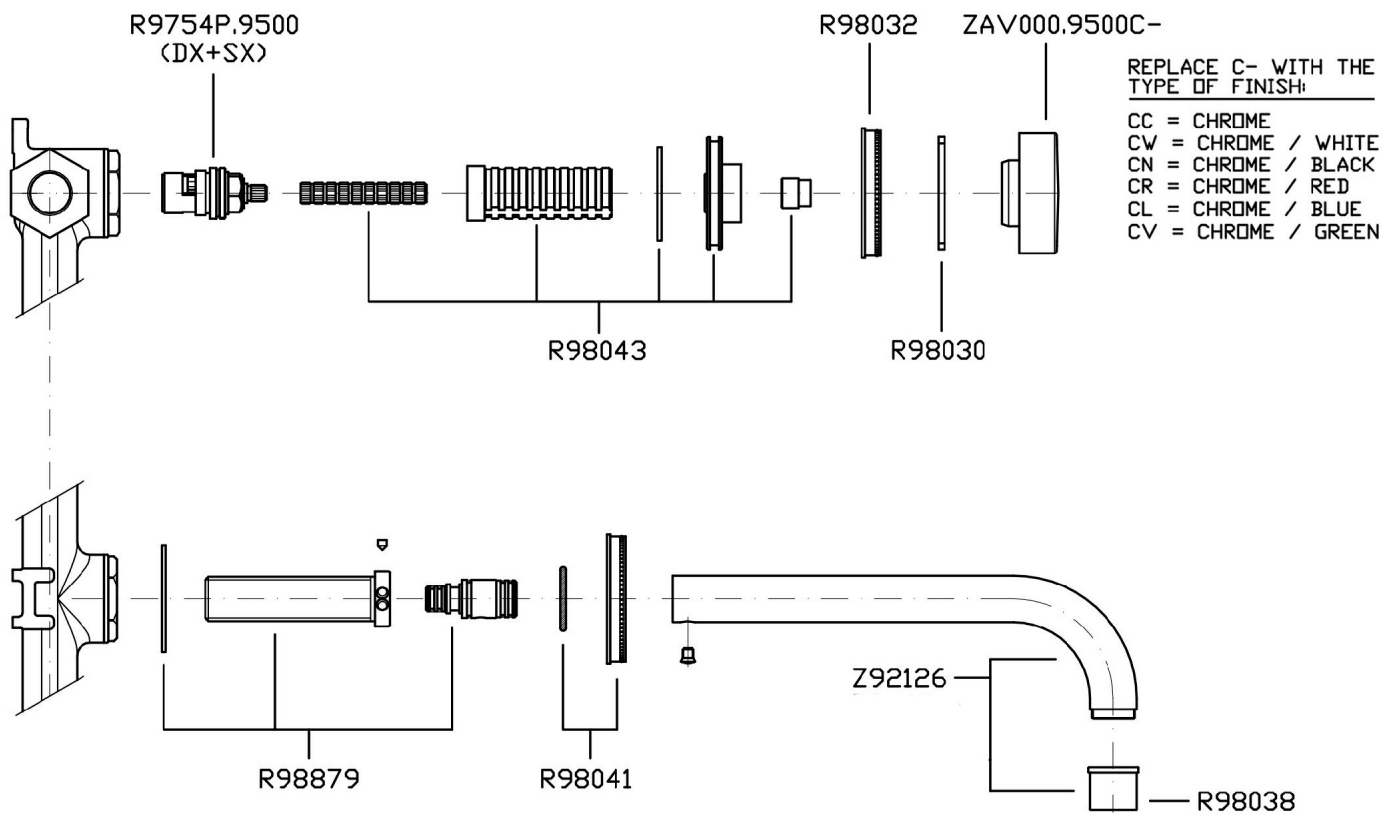 R9754P.9500
(DX+SX)
R98032
ZAV000.9500C-
REPLACE C- WITH THE
TYPE OF FINISH:
CC = CHROME
CW = CHROME / WHITE
CN = CHROME / BLACK
CR = CHROME / RED
CL = CHROME / BLUE
CV = CHROME / GREEN
R98043
R98030
Z92126
R98879
R98041
R98038